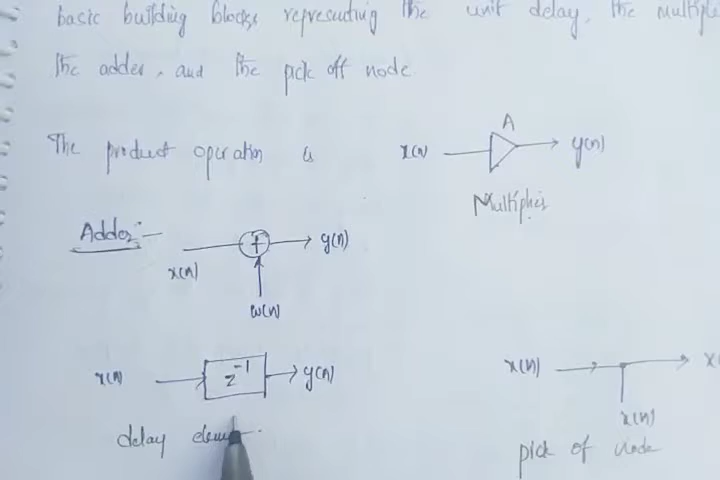 basic building blocks representing the unit delay, the multiple
the adder, and the pick off node.
The product operation is
x(n)
A
y(n)
Multiplier
Adder:-
x(n)
+
y(n)
w(n)
x(n)
z⁻¹
y(n)
delay
x(n)
x(n)
pick of node